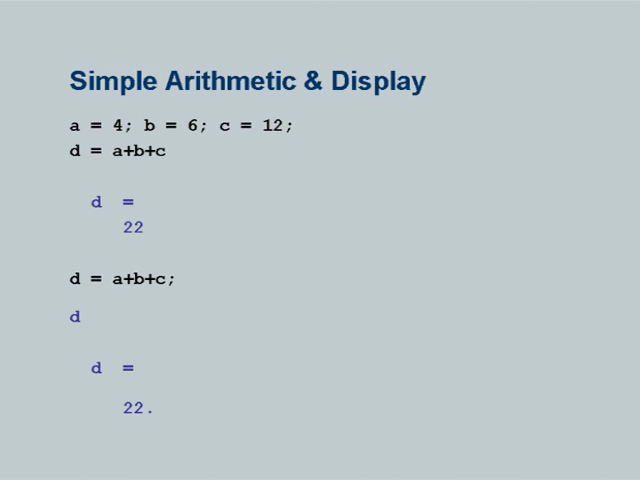 Simple Arithmetic & Display
a = 4; b = 6; c = 12;
d = a+b+c
d =
22
d = a+b+c;
d
d =
22.